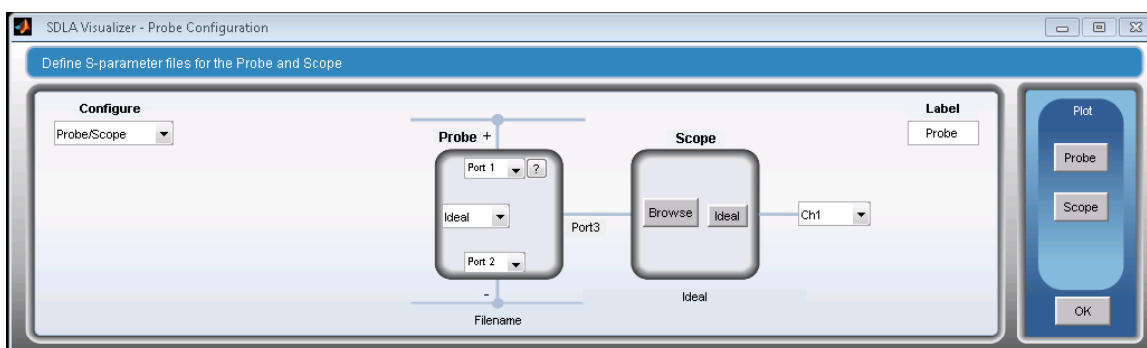 SDLA Visualizer - Probe Configuration
Define S-parameter files for the Probe and Scope
Configure
Probe/Scope
Probe +
Port 1
?
Ideal
Port 2
-
Filename
Port3
Scope
Browse
Ideal
Ideal
Ch1
Label
Probe
Plot
Probe
Scope
OK